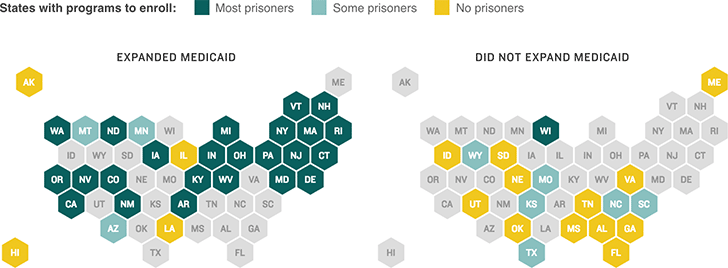 States with programs to enroll: Most prisoners Some prisoners No prisoners
EXPANDED MEDICAID
AK ME
VT NH
WA MT ND MN WI MI NY MA RI
ID WY SD IA IL IN OH PA NJ CT
OR NV CO NE MO KY WV VA MD DE
CA UT NM KS AR TN NC SC
AZ OK LA MS AL GA
HI TX FL
DID NOT EXPAND MEDICAID
AK ME
VT NH
WA MT ND MN WI MI NY MA RI
ID WY SD IA IL IN OH PA NJ CT
OR NV CO NE MO KY WV VA MD DE
CA UT NM KS AR TN NC SC
AZ OK LA MS AL GA
HI TX FL